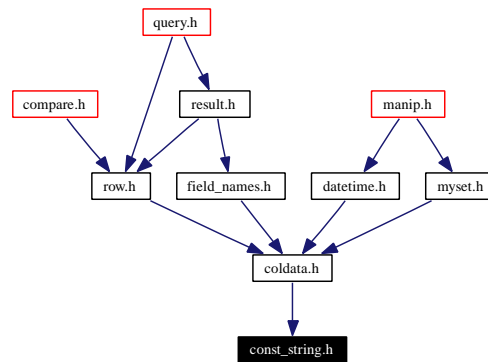 query.h
compare.h
result.h
manip.h
row.h
field_names.h
datetime.h
myset.h
coldata.h
const_string.h